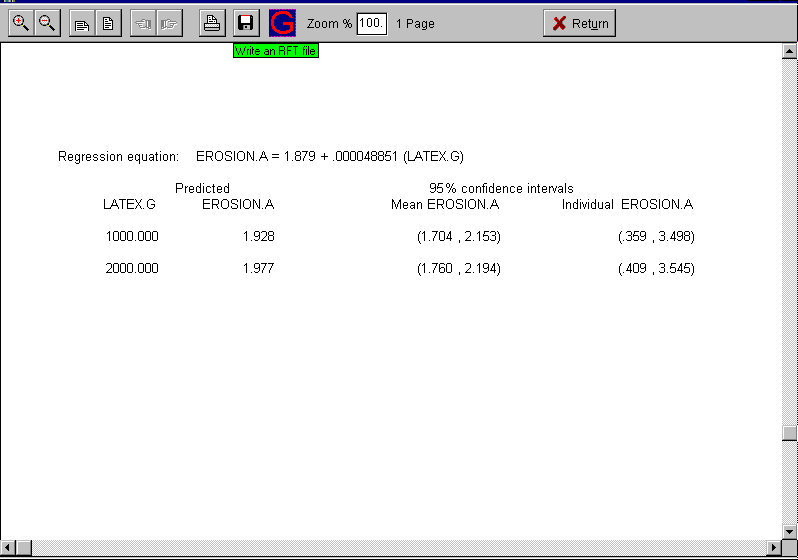 Zoom % 100. 1 Page Return
G
Write an RFT file
Regression equation: EROSION.A = 1.879 + .000048851 (LATEX.G)
Predicted 95% confidence intervals
LATEX.G EROSION.A Mean EROSION.A Individual EROSION.A
1000.000 1.928 (1.704 , 2.153) (.359 , 3.498)
2000.000 1.977 (1.760 , 2.194) (.409 , 3.545)